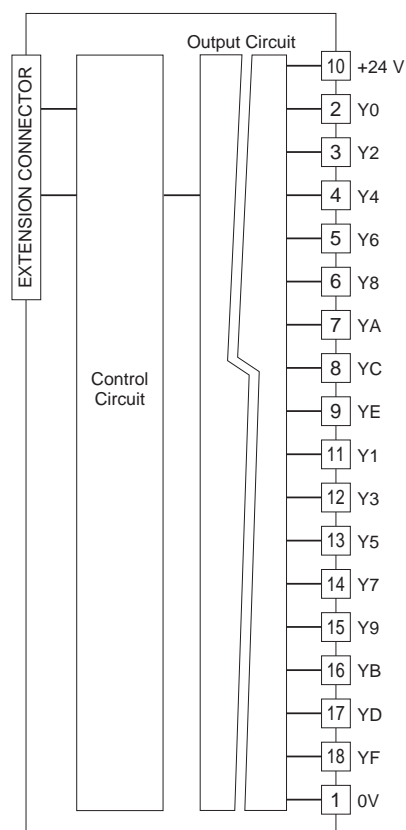 Output Circuit
EXTENSION CONNECTOR
Control
Circuit
10 +24 V
2 Y0
3 Y2
4 Y4
5 Y6
6 Y8
7 YA
8 YC
9 YE
11 Y1
12 Y3
13 Y5
14 Y7
15 Y9
16 YB
17 YD
18 YF
1 0V